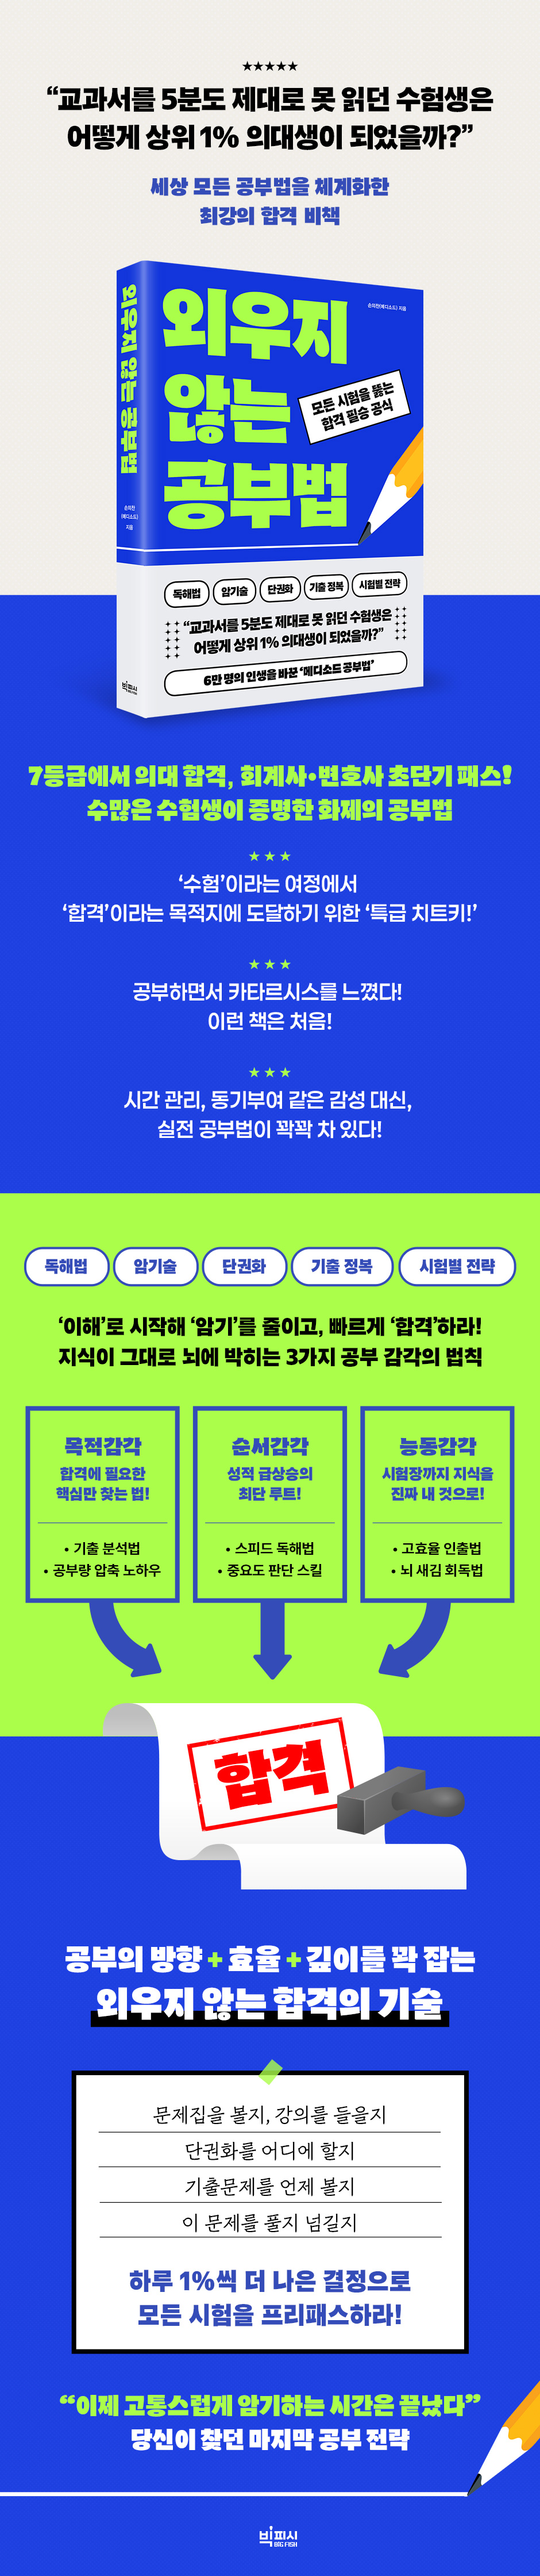 ★★★★★
“교과서를 5분도 제대로 못 읽던 수험생은
어떻게 상위 1% 의대생이 되었을까?”
세상 모든 공부법을 체계화한
최강의 합격 비책
외우지 않는 공부법
손의찬(메디소드) 지음
빅피시
외우지
않는
공부법
손의찬(메디소드) 지음
모든 시험을 뚫는
합격 필승 공식
독해법
암기술
단권화
기출 정복
시험별 전략
“교과서를 5분도 제대로 못 읽던 수험생은
어떻게 상위 1% 의대생이 되었을까?”
6만 명의 인생을 바꾼 ‘메디소드 공부법’
7등급에서 의대 합격, 회계사•변호사 초단기 패스!
수많은 수험생이 증명한 화제의 공부법
★★★
‘수험’이라는 여정에서
‘합격’이라는 목적지에 도달하기 위한 ‘특급 치트키!’
★★★
공부하면서 카타르시스를 느꼈다!
이런 책은 처음!
★★★
시간 관리, 동기부여 같은 감성 대신,
실전 공부법이 꽉꽉 차 있다!
독해법
암기술
단권화
기출 정복
시험별 전략
‘이해’로 시작해 ‘암기’를 줄이고, 빠르게 ‘합격’하라!
지식이 그대로 뇌에 박히는 3가지 공부 감각의 법칙
목적감각
합격에 필요한
핵심만 찾는 법!
• 기출 분석법
• 공부량 압축 노하우
순서감각
성적 급상승의
최단 루트!
• 스피드 독해법
• 중요도 판단 스킬
능동감각
시험장까지 지식을
진짜 내 것으로!
• 고효율 인출법
• 뇌 새김 회독법
합격
공부의 방향 + 효율 + 깊이를 꽉 잡는
외우지 않는 합격의 기술
문제집을 볼지, 강의를 들을지
단권화를 어디에 할지
기출문제를 언제 볼지
이 문제를 풀지 넘길지
하루 1%씩 더 나은 결정으로
모든 시험을 프리패스하라!
“이제 고통스럽게 암기하는 시간은 끝났다”
당신이 찾던 마지막 공부 전략
빅피시
BIG FISH